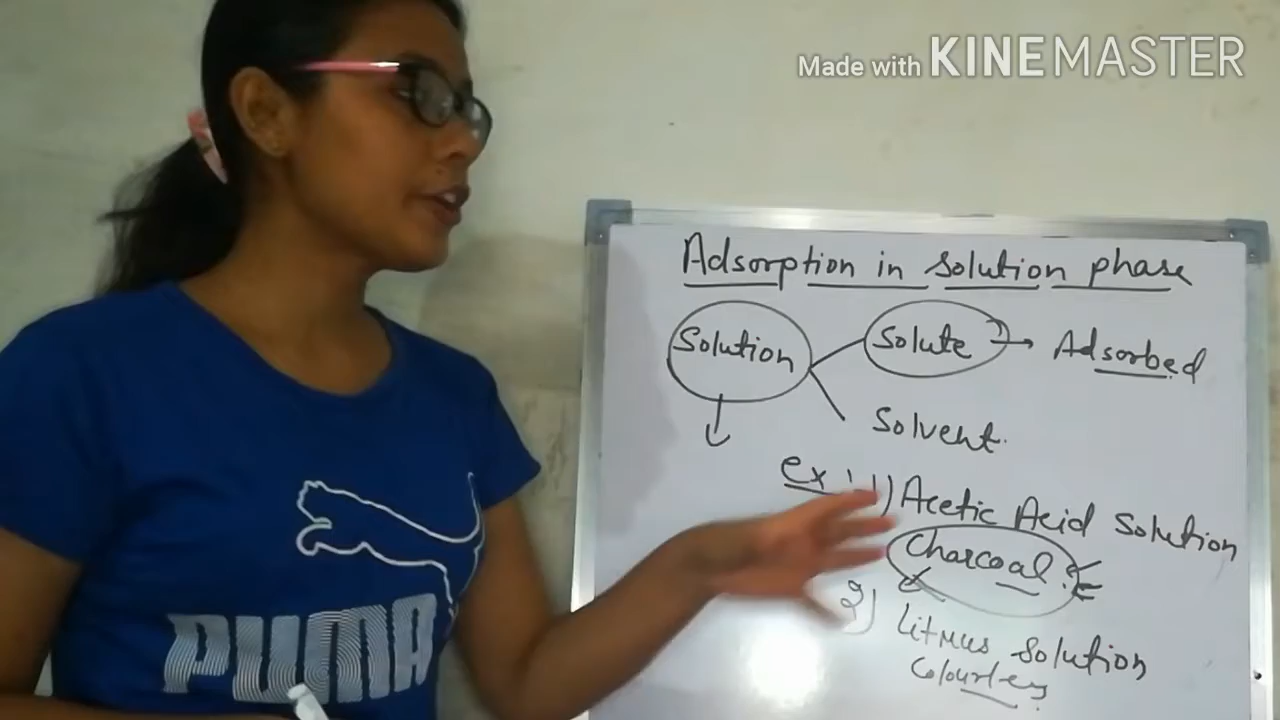 Made with KINEMASTER
Adsorption in solution phase
Solution
Solute → Adsorbed
Solvent.
ex: 1) Acetic Acid Solution
Charcoal
2) Litmus Solution
Colourless
PUMA